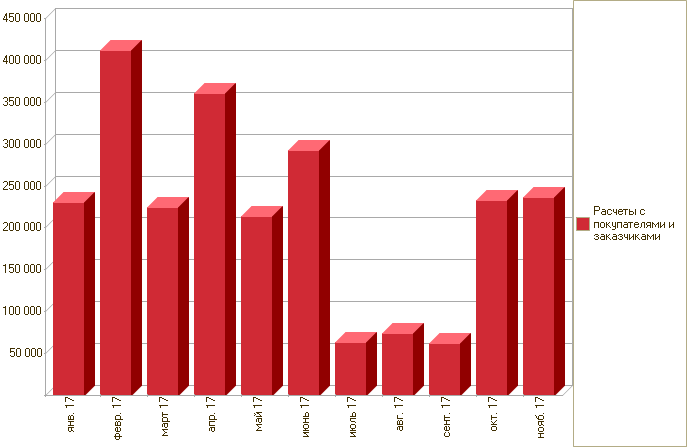 450 000
400 000
350 000
300 000
250 000
200 000
150 000
100 000
50 000
янв. 17
февр. 17
март 17
апр. 17
май 17
июнь 17
июль 17
авг. 17
сент. 17
окт. 17
нояб. 17
Расчеты с
покупателями и
заказчиками